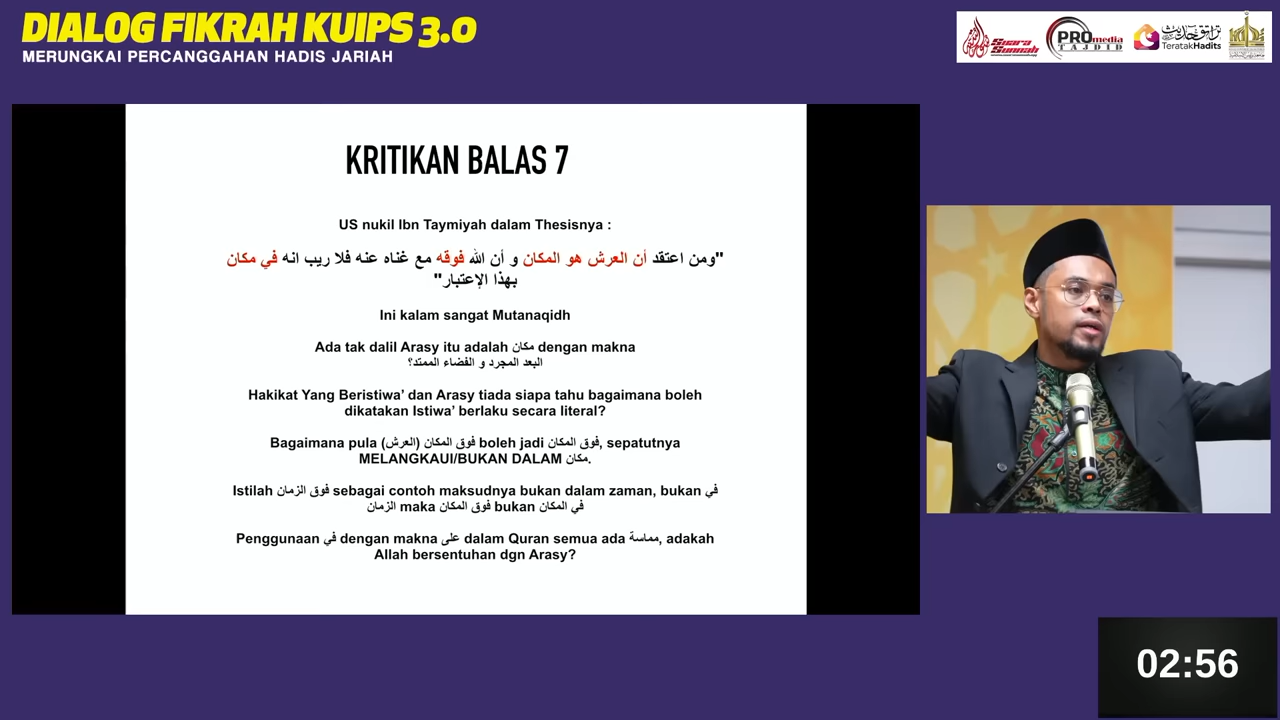 DIALOG FIKRAH KUIPS 3.0
MERUNGKAI PERCANGGAHAN HADIS JARIAH
Suara Sunnah
PROmedia
TAJDID
TeratakHadits
KRITIKAN BALAS 7
US nukil Ibn Taymiyah dalam Thesisnya :
"ومن اعتقد أن العرش هو المكان و أن الله فوقه مع غناه عنه فلا ريب انه في مكان
بهذا الإعتبار"
Ini kalam sangat Mutanaqidh
Ada tak dalil Arasy itu adalah مكان dengan makna
البعد المجرد و الفضاء الممتد؟
Hakikat Yang Beristiwa’ dan Arasy tiada siapa tahu bagaimana boleh
dikatakan Istiwa’ berlaku secara literal?
Bagaimana pula (العرش) فوق المكان boleh jadi فوق المكان, sepatutnya
MELANGKAUI/BUKAN DALAM مكان.
Istilah فوق الزمان sebagai contoh maksudnya bukan dalam zaman, bukan في
الزمان maka فوق المكان bukan في المكان
Penggunaan في dengan makna على dalam Quran semua ada مماسة, adakah
Allah bersentuhan dgn Arasy?
02:56